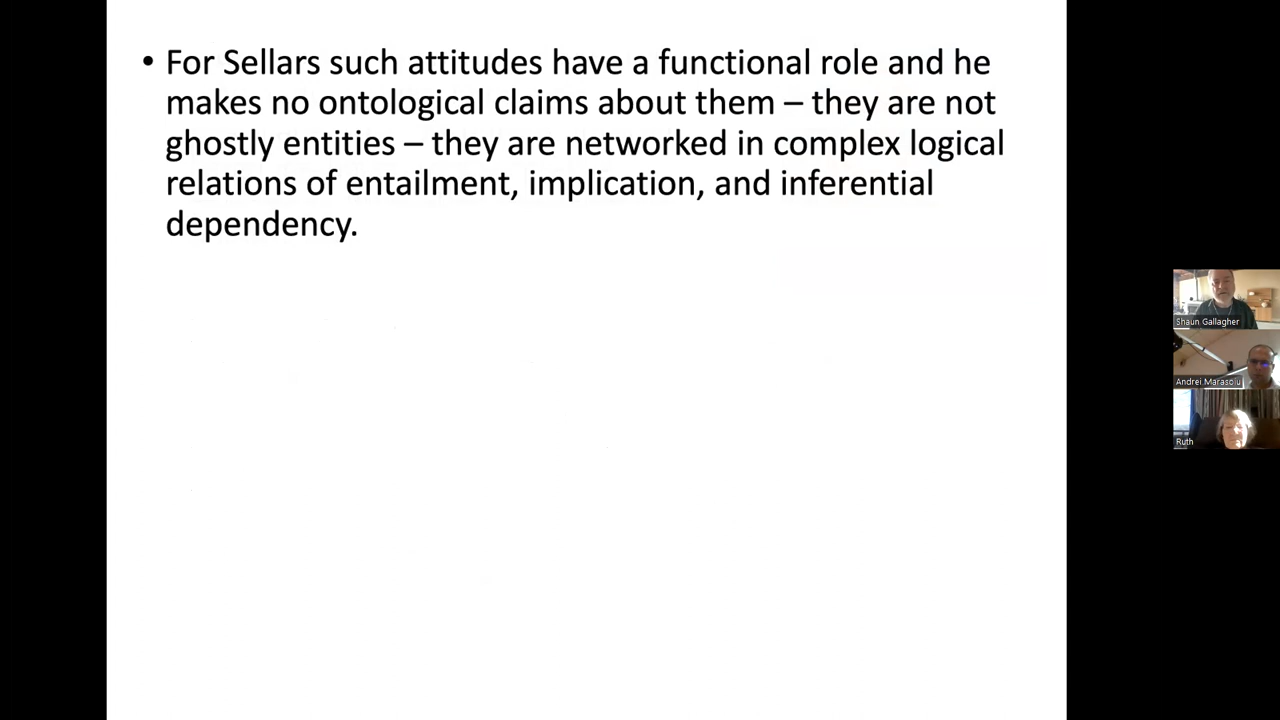 • For Sellars such attitudes have a functional role and he
makes no ontological claims about them – they are not
ghostly entities – they are networked in complex logical
relations of entailment, implication, and inferential
dependency.
Shaun Gallagher
Andrei Marasoiu
Ruth